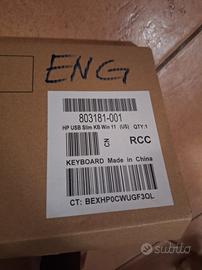 ENG
803181-001
HP USB Slim KB Win 11 (US) QTY:1
CN
RCC
KEYBOARD Made in China
CT: BEXHP0CWUGF3OL
subito